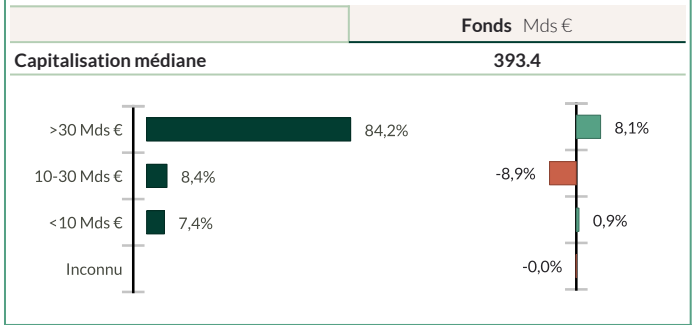 Fonds Mds €
Capitalisation médiane 393.4
>30 Mds € 84,2% 8,1%
10-30 Mds € 8,4% -8,9%
<10 Mds € 7,4% 0,9%
Inconnu -0,0%